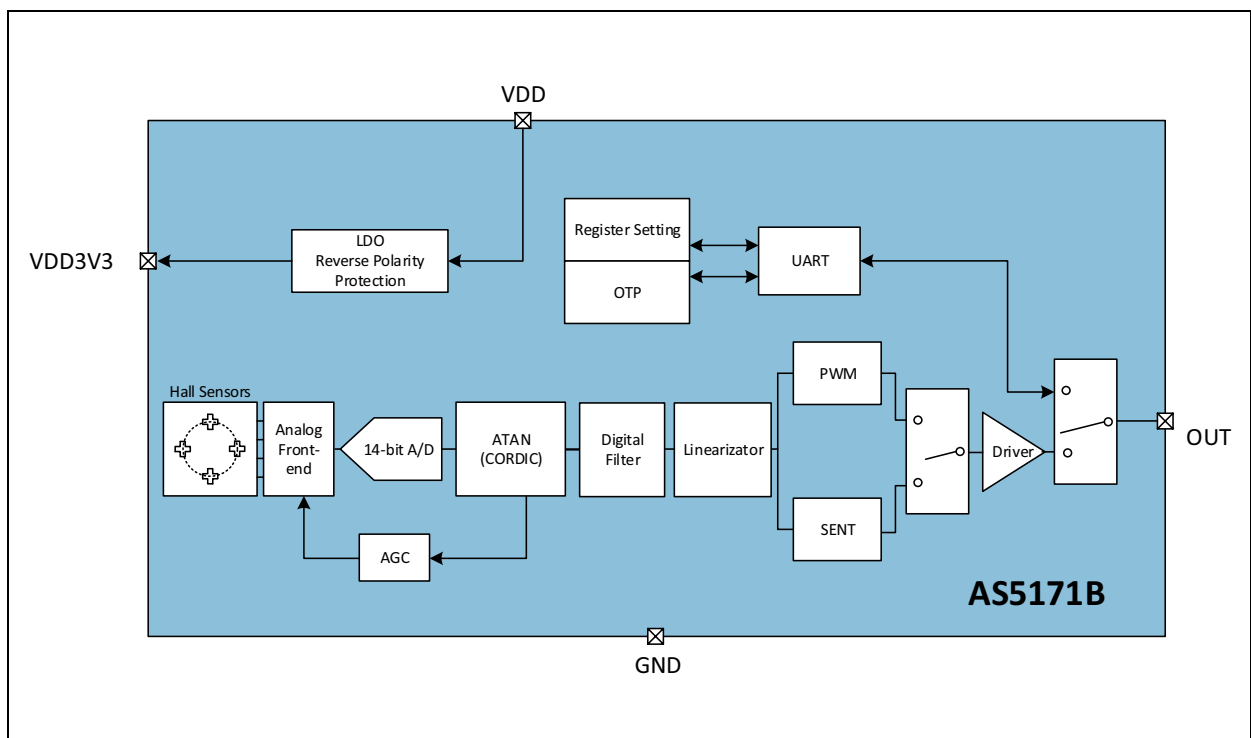 VDD
VDD3V3
LDO
Reverse Polarity
Protection
Register Setting
OTP
UART
Hall Sensors
Analog
Front-
end
14-bit A/D
ATAN
(CORDIC)
Digital
Filter
Linearizator
PWM
SENT
Driver
OUT
AGC
AS5171B
GND